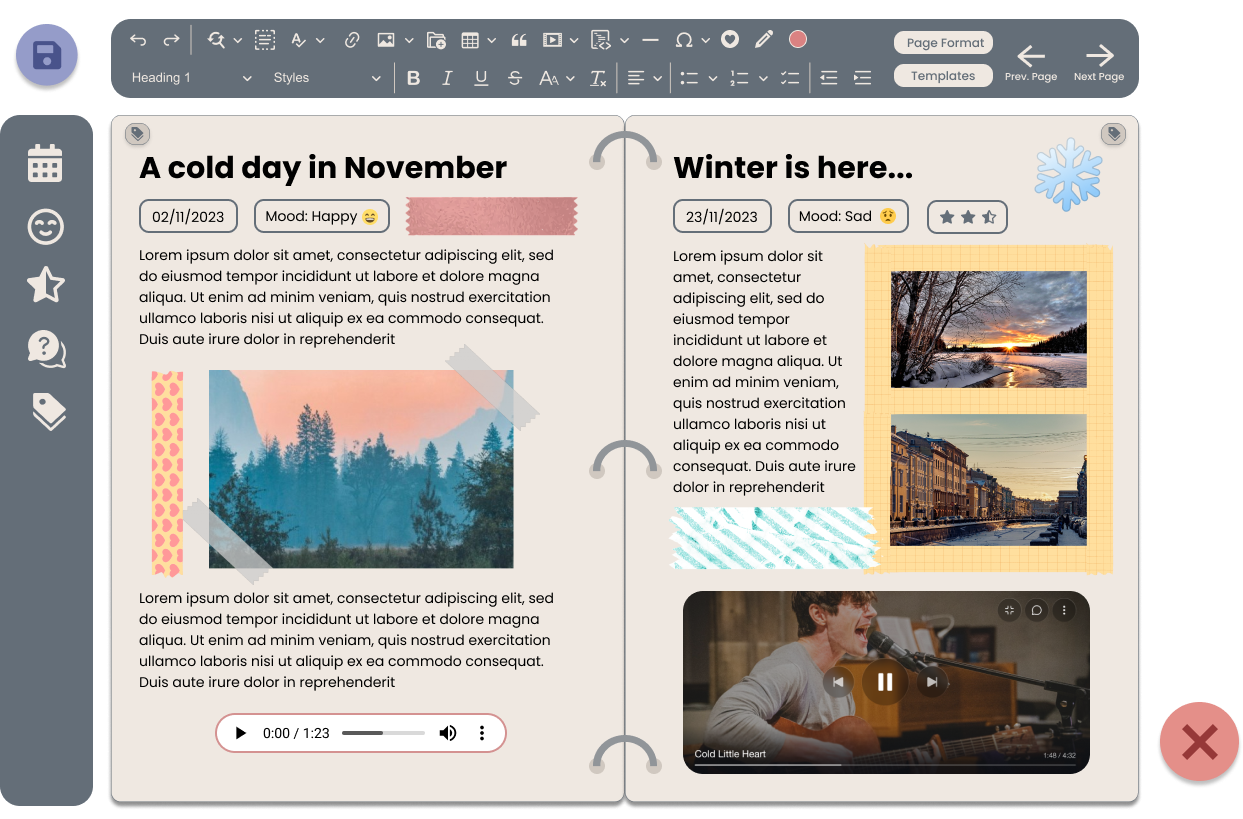 Page Format
Heading 1
Styles
B
I
U
S
Templates
Prev. Page
Next Page
A cold day in November
02/11/2023
Mood: Happy 😄
Lorem ipsum dolor sit amet, consectetur adipiscing elit, sed
do eiusmod tempor incididunt ut labore et dolore magna
aliqua. Ut enim ad minim veniam, quis nostrud exercitation
ullamco laboris nisi ut aliquip ex ea commodo consequat.
Duis aute irure dolor in reprehenderit
Lorem ipsum dolor sit amet, consectetur adipiscing elit, sed
do eiusmod tempor incididunt ut labore et dolore magna
aliqua. Ut enim ad minim veniam, quis nostrud exercitation
ullamco laboris nisi ut aliquip ex ea commodo consequat.
Duis aute irure dolor in reprehenderit
0:00 / 1:23
Winter is here...
23/11/2023
Mood: Sad 😟
Lorem ipsum dolor sit
amet, consectetur
adipiscing elit, sed do
eiusmod tempor
incididunt ut labore et
dolore magna aliqua. Ut
enim ad minim veniam,
quis nostrud exercitation
ullamco laboris nisi ut
aliquip ex ea commodo
consequat. Duis aute irure
dolor in reprehenderit
Cold Little Heart
1:48 / 4:32